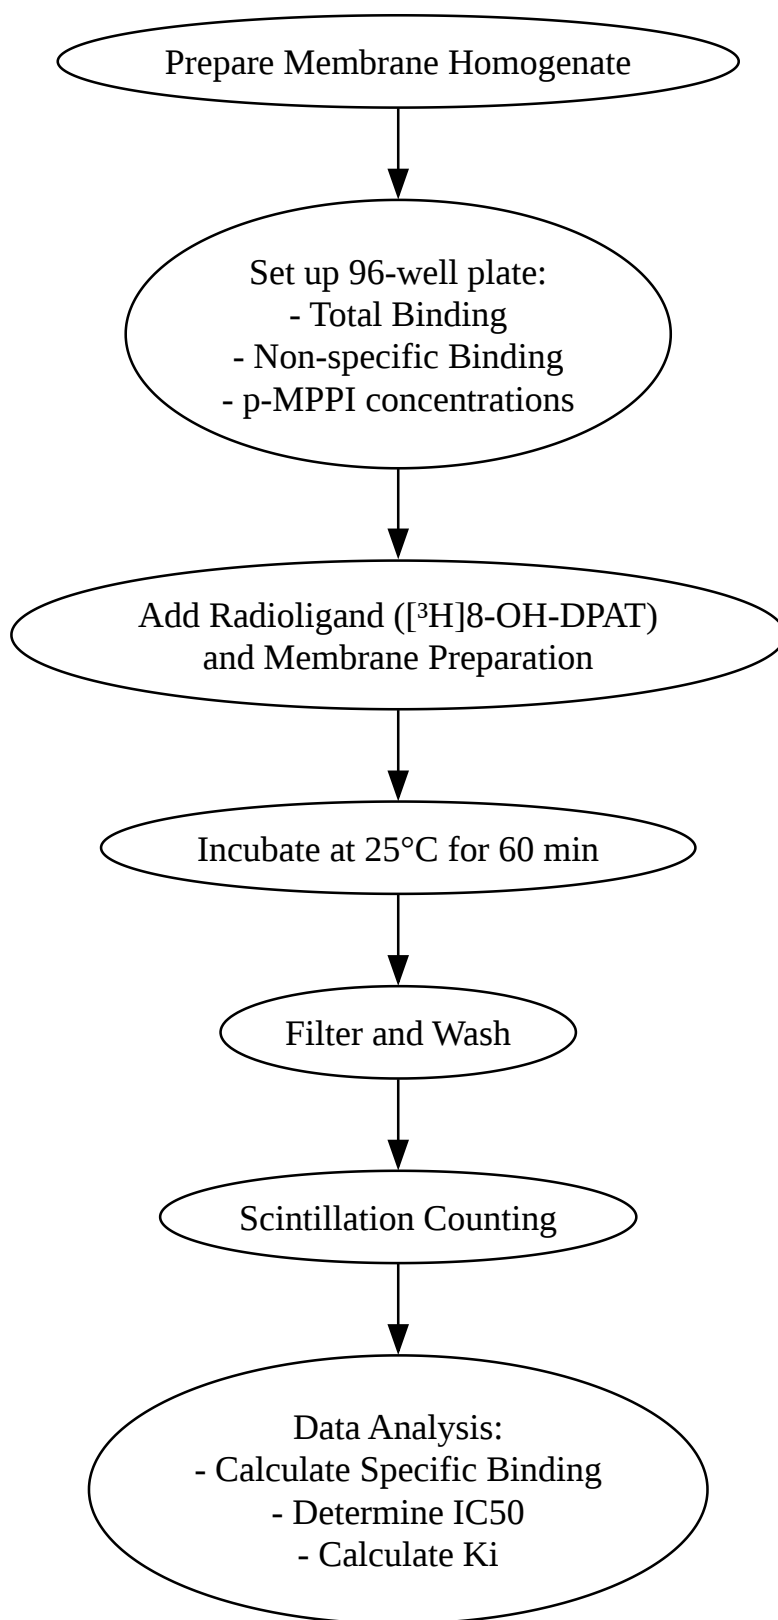 Prepare Membrane Homogenate
Set up 96-well plate:
- Total Binding
- Non-specific Binding
- p-MPPI concentrations
Add Radioligand ([³H]8-OH-DPAT)
and Membrane Preparation
Incubate at 25°C for 60 min
Filter and Wash
Scintillation Counting
Data Analysis:
- Calculate Specific Binding
- Determine IC50
- Calculate Ki